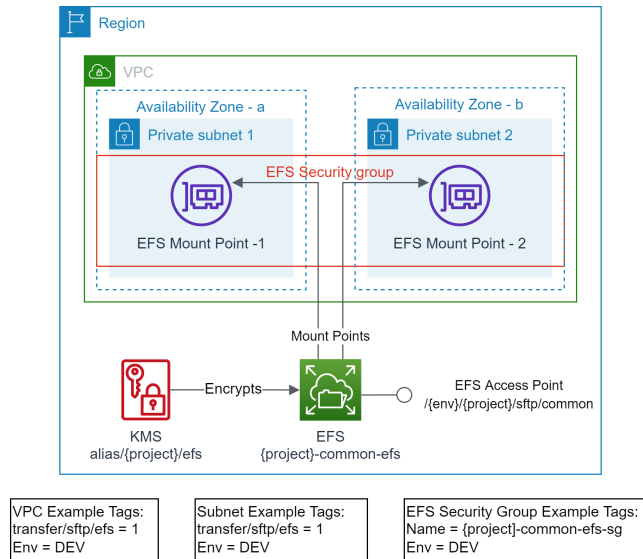 Region
VPC
Availability Zone - a
Availability Zone - b
Private subnet 1
Private subnet 2
EFS Security group
EFS Mount Point -1
EFS Mount Point - 2
Mount Points
Encrypts
EFS Access Point
/{env}/{project}/sftp/common
KMS
alias/{project}/efs
EFS
{project}-common-efs
VPC Example Tags:
transfer/sftp/efs = 1
Env = DEV
Subnet Example Tags:
transfer/sftp/efs = 1
Env = DEV
EFS Security Group Example Tags:
Name = {project]-common-efs-sg
Env = DEV